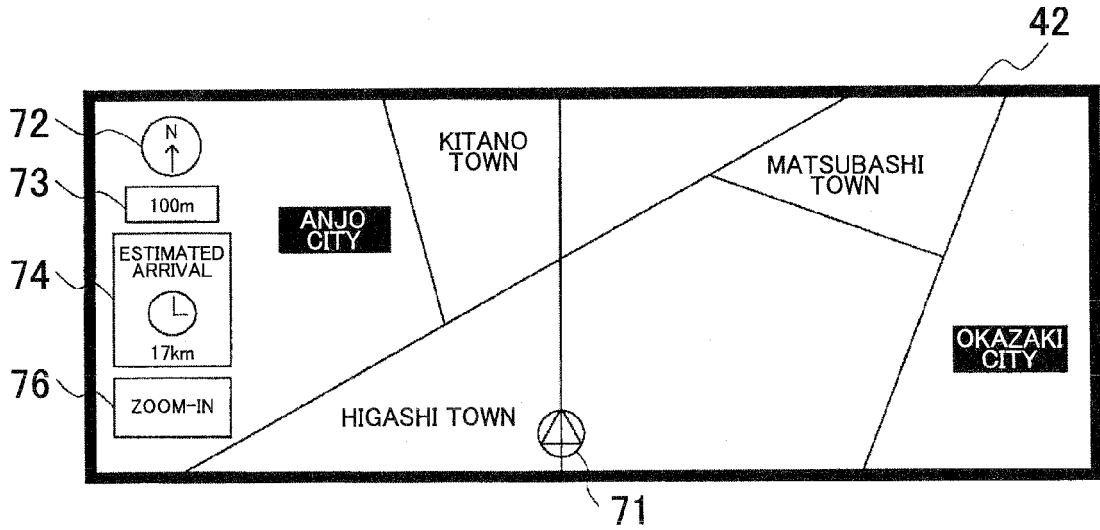 42
72
N
73
100m
74
ESTIMATED
ARRIVAL
17km
76
ZOOM-IN
ANJO
CITY
KITANO
TOWN
MATSUBASHI
TOWN
OKAZAKI
CITY
HIGASHI TOWN
71